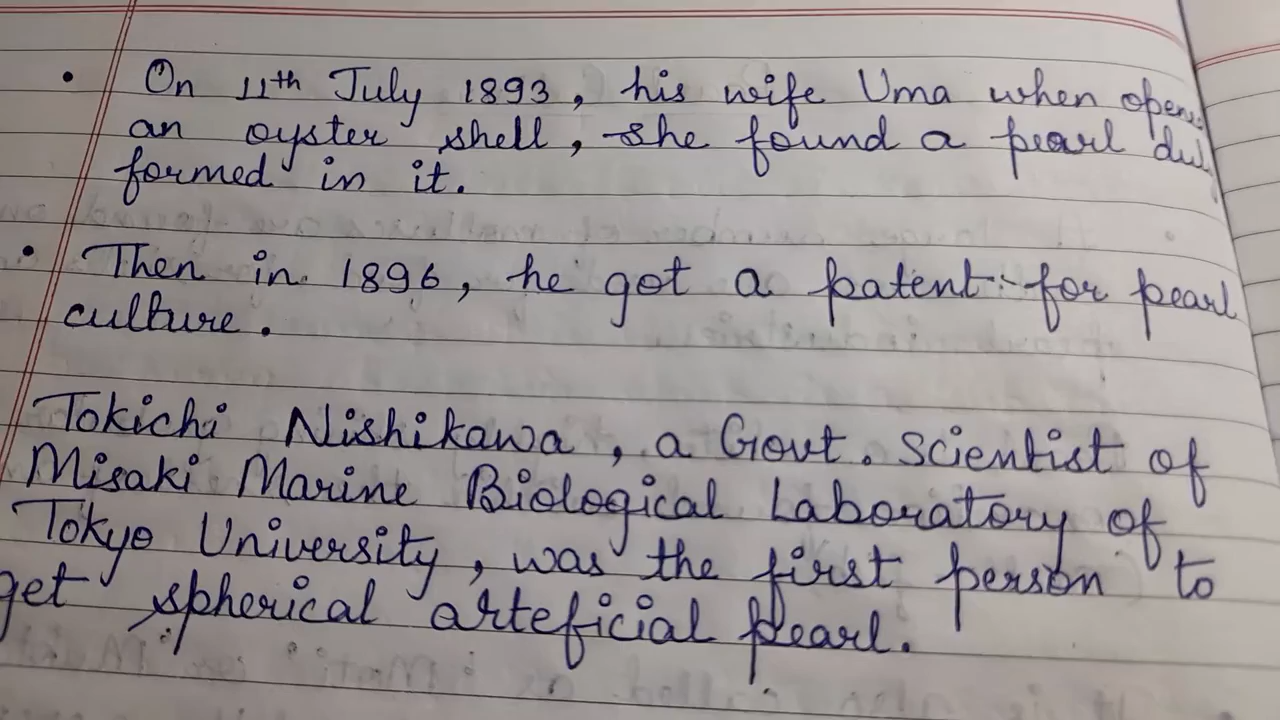 • On 11th July 1893, his wife Uma when
an oyster shell, she found a pearl
formed in it.
• Then in 1896, he got a patent for pearl
culture.
Tokichi Nishikawa, a Govt. Scientist of
Misaki Marine Biological Laboratory of
Tokyo University, was the first person to
get spherical arteficial pearl.